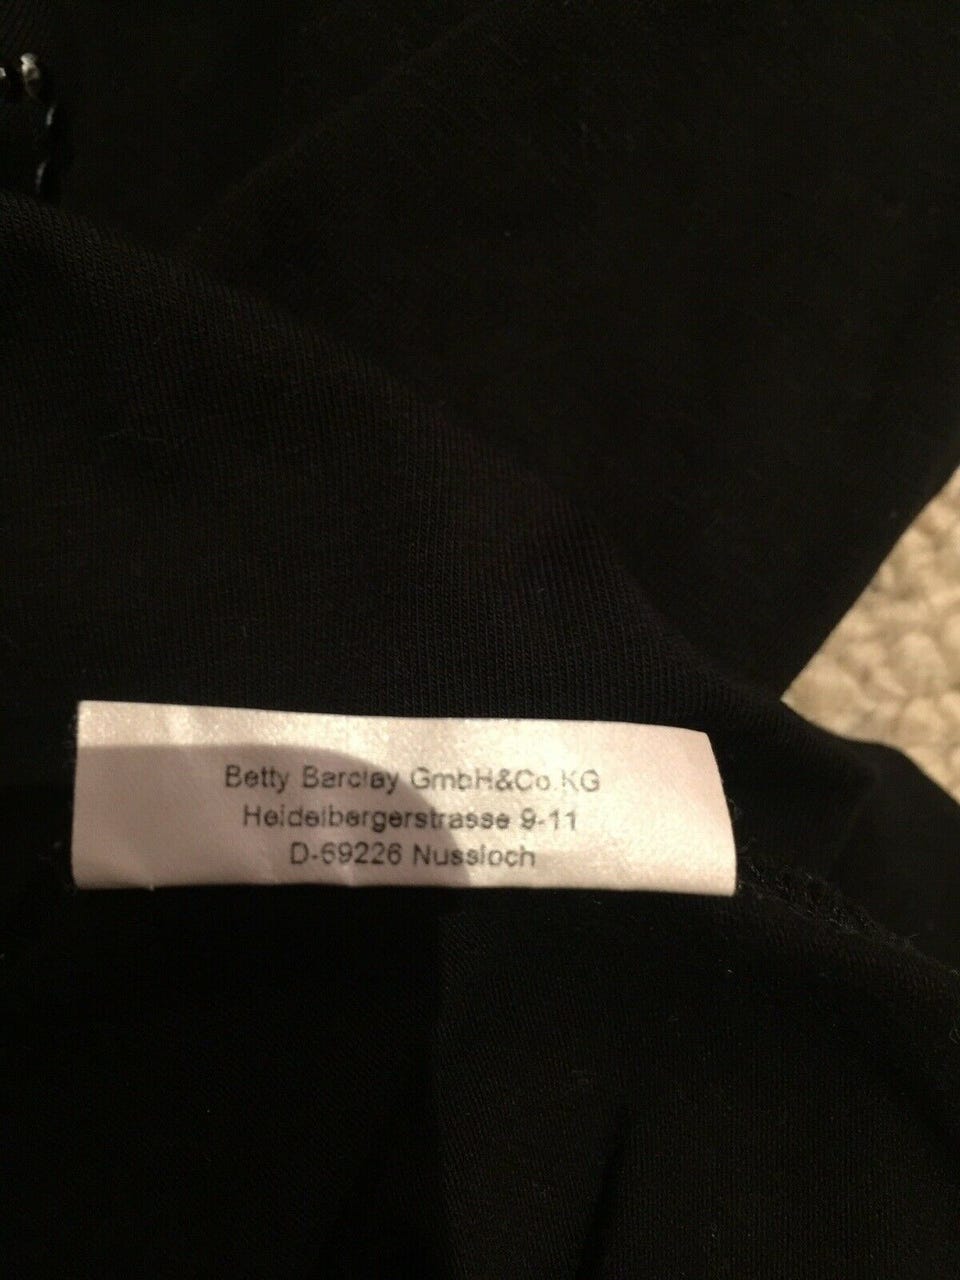 Betty Barclay GmbH&Co.KG
Heidelbergerstrasse 9-11
D-69226 Nussloch